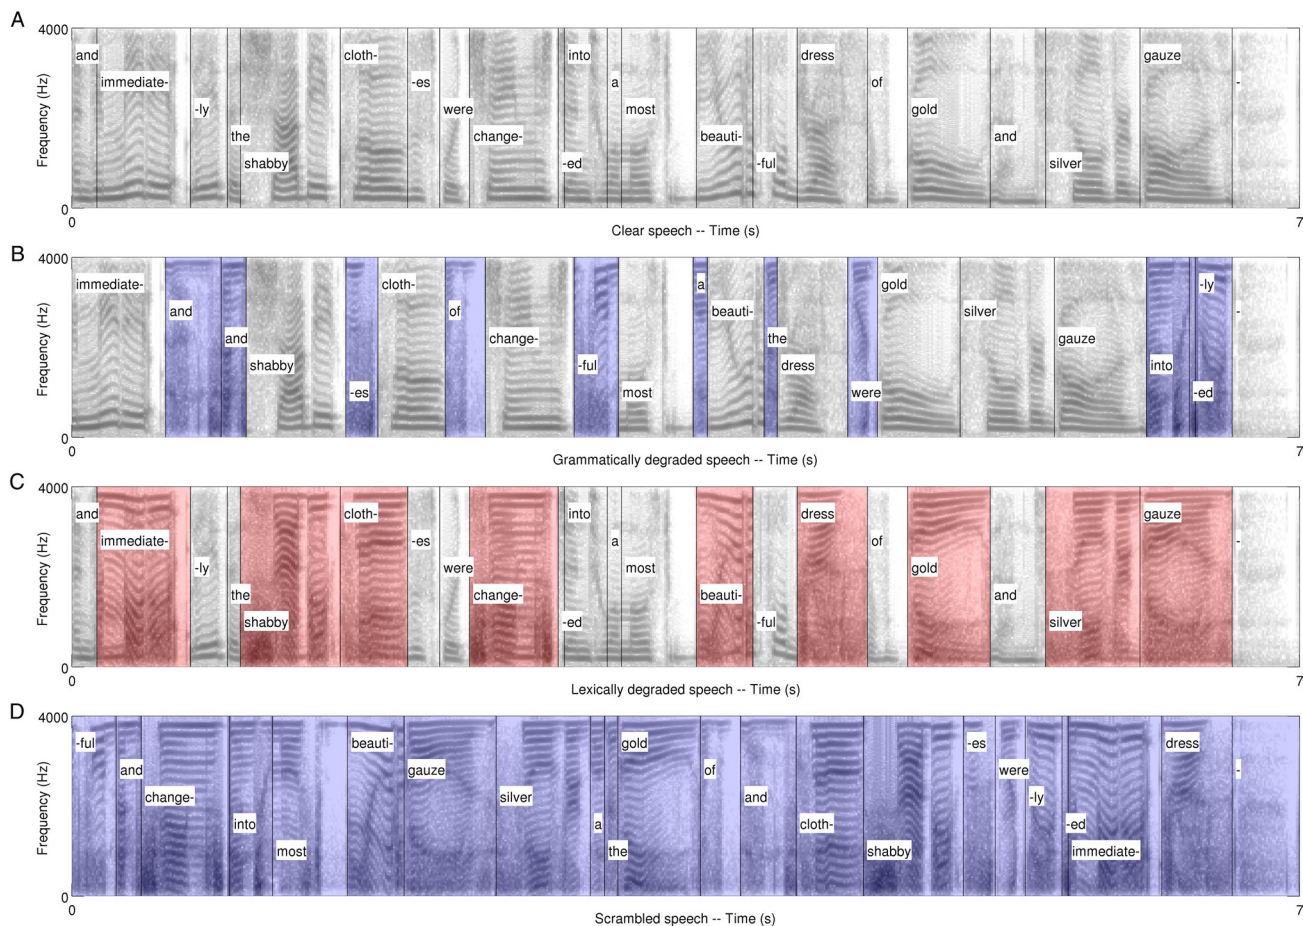 A
4000
Frequency (Hz)
0
and
immediate-
-ly
the
shabby
cloth-
-es
were
change-
-ed
into
a
most
beauti-
-ful
dress
of
gold
and
silver
gauze
-
0
7
Clear speech -- Time (s)
B
4000
Frequency (Hz)
0
immediate-
and
and
shabby
-es
cloth-
of
change-
-ful
most
a
beauti-
the
dress
were
gold
silver
gauze
into
-ed
-ly
-
0
7
Grammatically degraded speech -- Time (s)
C
4000
Frequency (Hz)
0
and
immediate-
-ly
the
shabby
cloth-
-es
were
change-
-ed
into
a
most
beauti-
-ful
dress
of
gold
and
silver
gauze
-
0
7
Lexically degraded speech -- Time (s)
D
4000
Frequency (Hz)
0
-ful
and
change-
into
most
beauti-
gauze
silver
a
the
gold
of
and
cloth-
shabby
-es
were
-ly
-ed
immediate-
dress
-
0
7
Scrambled speech -- Time (s)